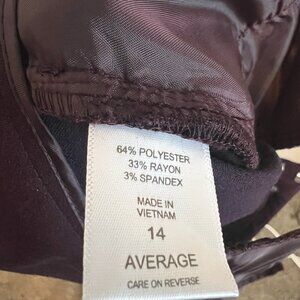 64% POLYESTER
33% RAYON
3% SPANDEX
MADE IN
VIETNAM
14
AVERAGE
CARE ON REVERSE